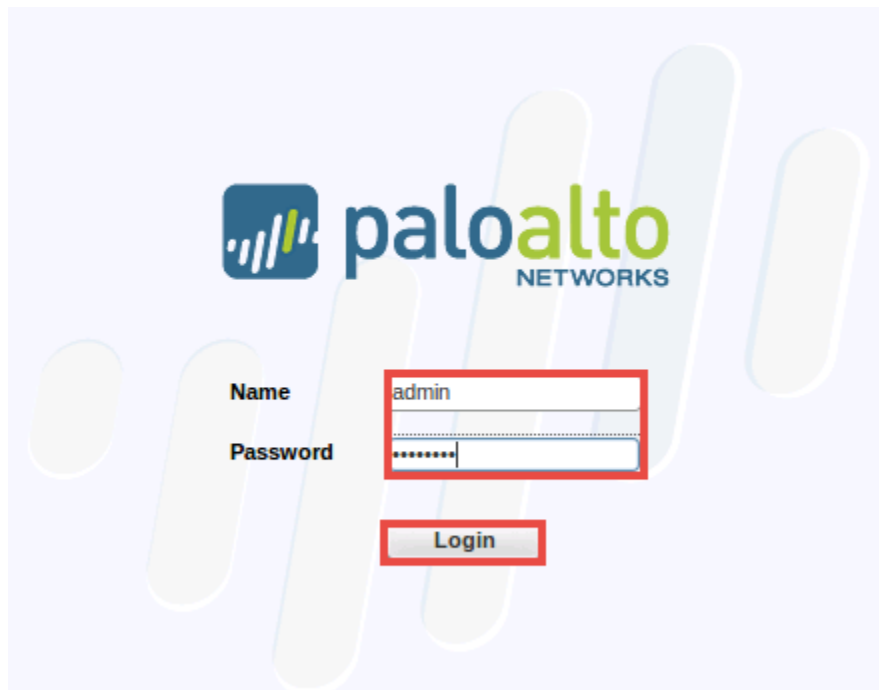 paloalto
NETWORKS
Name admin
Password ••••••••
Login